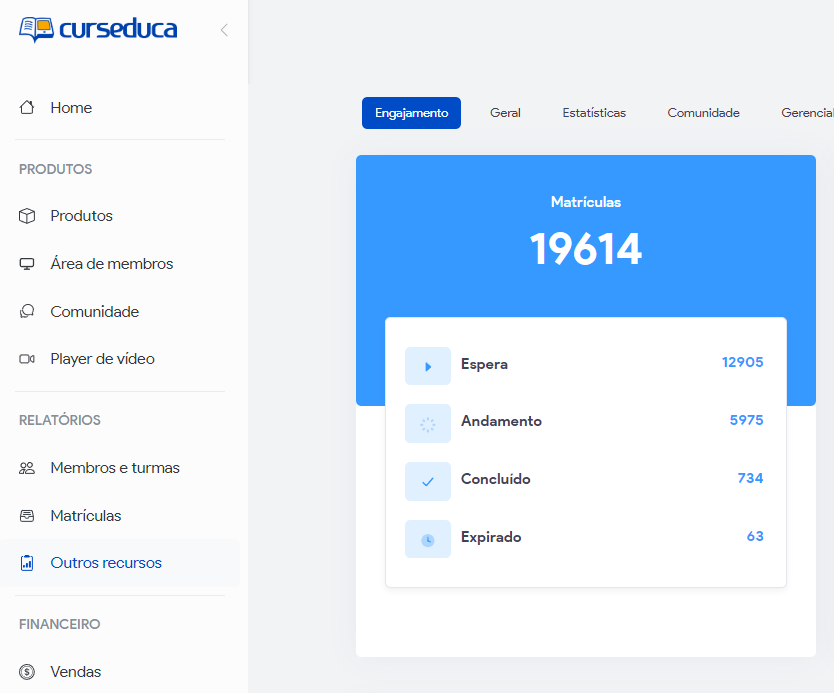 curseduca
Home
PRODUTOS
Produtos
Área de membros
Comunidade
Player de vídeo
RELATÓRIOS
Membros e turmas
Matrículas
Outros recursos
FINANCEIRO
Vendas
Engajamento Geral Estatísticas Comunidade Gerencial
Matrículas
19614
Espera 12905
Andamento 5975
Concluído 734
Expirado 63